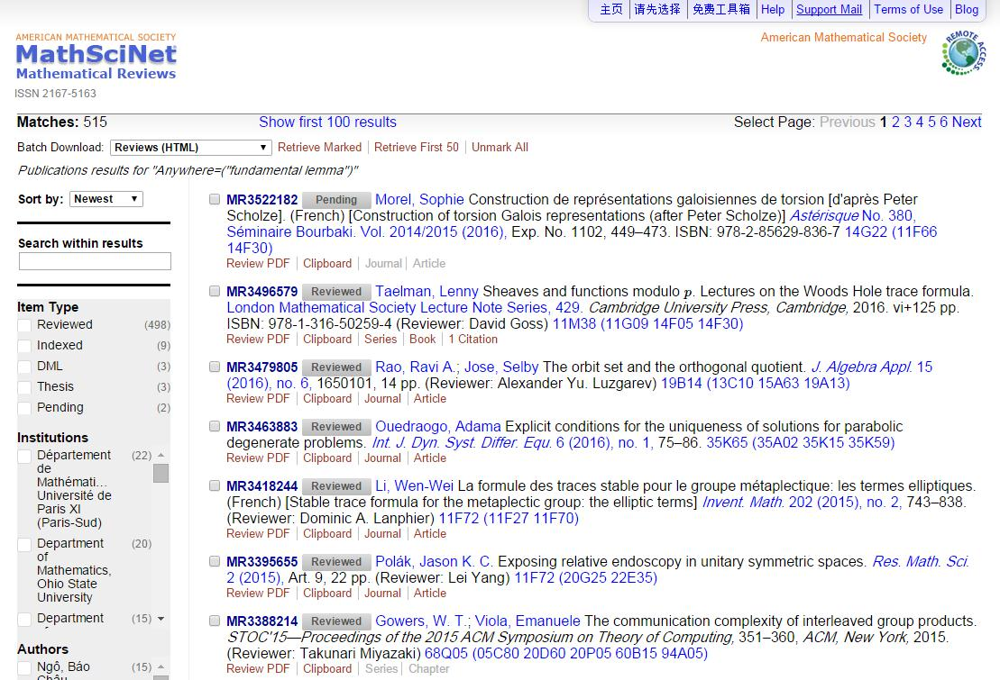 主页 请先选择 免费工具箱 Help Support Mail Terms of Use Blog
AMERICAN MATHEMATICAL SOCIETY
MathSciNet
Mathematical Reviews
ISSN 2167-5163
American Mathematical Society
REMOTE ACCESS
Matches: 515 Show first 100 results Select Page: Previous 1 2 3 4 5 6 Next
Batch Download: Reviews (HTML) Retrieve Marked Retrieve First 50 Unmark All
Publications results for "Anywhere=("fundamental lemma")"
Sort by: Newest
Search within results
Item Type
Reviewed (498)
Indexed (9)
DML (3)
Thesis (3)
Pending (2)
Institutions
Département (22)
de
Mathémati…
Université de
Paris XI
(Paris-Sud)
Department (20)
of
Mathematics,
Ohio State
University
Department (15)
Authors
Ngô, Báo (15)
MR3522182 Pending Morel, Sophie Construction de représentations galoisiennes de torsion [d'après Peter
Scholze]. (French) [Construction of torsion Galois representations (after Peter Scholze)] Astérisque No. 380,
Séminaire Bourbaki. Vol. 2014/2015 (2016), Exp. No. 1102, 449–473. ISBN: 978-2-85629-836-7 14G22 (11F66
14F30)
Review PDF Clipboard Journal Article
MR3496579 Reviewed Taelman, Lenny Sheaves and functions modulo p. Lectures on the Woods Hole trace formula.
London Mathematical Society Lecture Note Series, 429. Cambridge University Press, Cambridge, 2016. vi+125 pp.
ISBN: 978-1-316-50259-4 (Reviewer: David Goss) 11M38 (11G09 14F05 14F30)
Review PDF Clipboard Series Book 1 Citation
MR3479805 Reviewed Rao, Ravi A.; Jose, Selby The orbit set and the orthogonal quotient. J. Algebra Appl. 15
(2016), no. 6, 1650101, 14 pp. (Reviewer: Alexander Yu. Luzgarev) 19B14 (13C10 15A63 19A13)
Review PDF Clipboard Journal Article
MR3463883 Reviewed Ouedraogo, Adama Explicit conditions for the uniqueness of solutions for parabolic
degenerate problems. Int. J. Dyn. Syst. Differ. Equ. 6 (2016), no. 1, 75–86. 35K65 (35A02 35K15 35K59)
Review PDF Clipboard Journal Article
MR3418244 Reviewed Li, Wen-Wei La formule des traces stable pour le groupe métaplectique: les termes elliptiques.
(French) [Stable trace formula for the metaplectic group: the elliptic terms] Invent. Math. 202 (2015), no. 2, 743–838.
(Reviewer: Dominic A. Lanphier) 11F72 (11F27 11F70)
Review PDF Clipboard Journal Article
MR3395655 Reviewed Polák, Jason K. C. Exposing relative endoscopy in unitary symmetric spaces. Res. Math. Sci.
2 (2015), Art. 9, 22 pp. (Reviewer: Lei Yang) 11F72 (20G25 22E35)
Review PDF Clipboard Journal Article
MR3388214 Reviewed Gowers, W. T.; Viola, Emanuele The communication complexity of interleaved group products.
STOC'15—Proceedings of the 2015 ACM Symposium on Theory of Computing, 351–360, ACM, New York, 2015.
(Reviewer: Takunari Miyazaki) 68Q05 (05C80 20D60 20P05 60B15 94A05)
Review PDF Clipboard Series Chapter